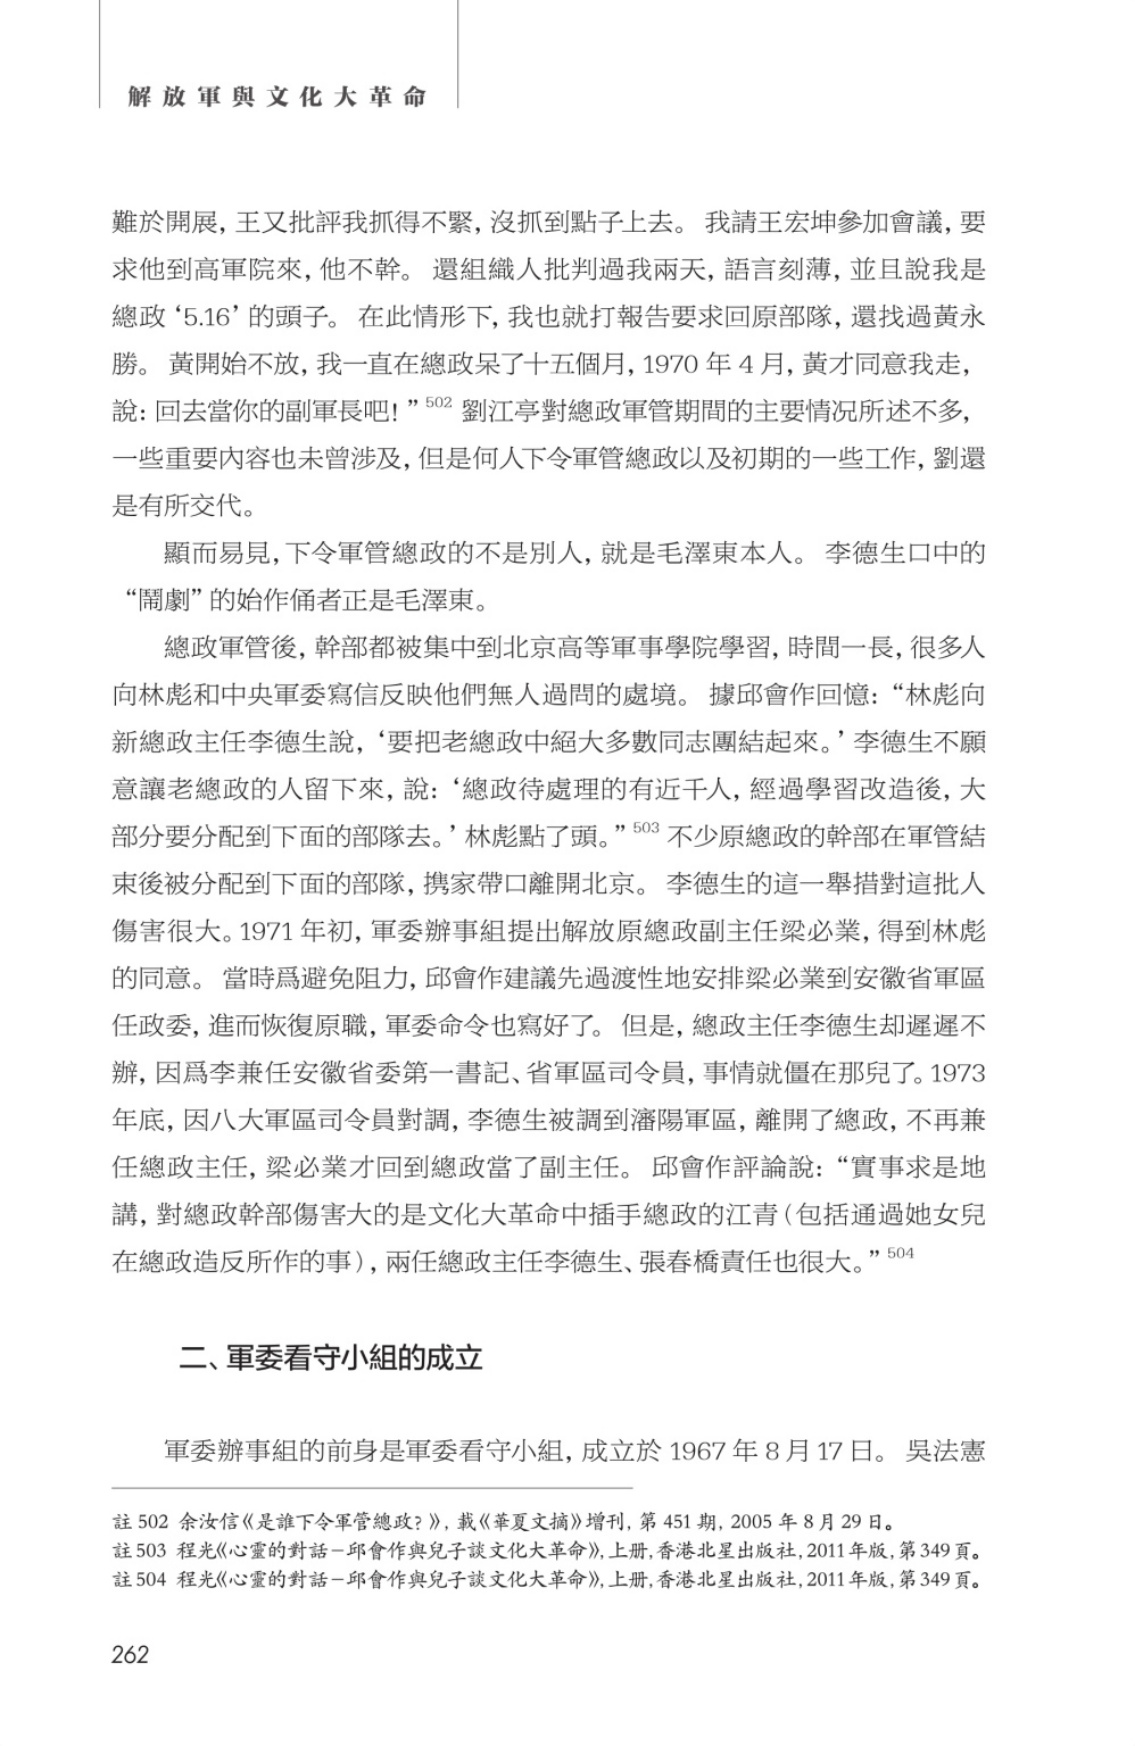 解放軍與文化大革命
難於開展，王又批評我抓得不緊，沒抓到點子上去。 我請王宏坤參加會議，要
求他到高軍院來，他不幹。 還組織人批判過我兩天，語言刻薄，並且說我是
總政‘5.16’的頭子。 在此情形下，我也就打報告要求回原部隊，還找過黃永
勝。 黃開始不放，我一直在總政呆了十五個月，1970 年 4 月，黃才同意我走，
說：回去當你的副軍長吧！” 502 劉江亭對總政軍管期間的主要情况所述不多，
一些重要內容也未曾涉及，但是何人下令軍管總政以及初期的一些工作，劉還
是有所交代。
顯而易見，下令軍管總政的不是別人，就是毛澤東本人。 李德生口中的
“鬧劇”的始作俑者正是毛澤東。
總政軍管後，幹部都被集中到北京高等軍事學院學習，時間一長，很多人
向林彪和中央軍委寫信反映他們無人過問的處境。 據邱會作回憶：“林彪向
新總政主任李德生說，‘要把老總政中絕大多數同志團結起來。’李德生不願
意讓老總政的人留下來，說：‘總政待處理的有近千人，經過學習改造後，大
部分要分配到下面的部隊去。’林彪點了頭。” 503 不少原總政的幹部在軍管結
束後被分配到下面的部隊，携家帶口離開北京。 李德生的這一舉措對這批人
傷害很大。1971 年初，軍委辦事組提出解放原總政副主任梁必業，得到林彪
的同意。 當時爲避免阻力，邱會作建議先過渡性地安排梁必業到安徽省軍區
任政委，進而恢復原職，軍委命令也寫好了。 但是，總政主任李德生却遲遲不
辦，因爲李兼任安徽省委第一書記、省軍區司令員，事情就僵在那兒了。1973
年底，因八大軍區司令員對調，李德生被調到瀋陽軍區，離開了總政，不再兼
任總政主任，梁必業才回到總政當了副主任。 邱會作評論說：“實事求是地
講，對總政幹部傷害大的是文化大革命中插手總政的江青（包括通過她女兒
在總政造反所作的事），兩任總政主任李德生、張春橋責任也很大。” 504
二、軍委看守小組的成立
軍委辦事組的前身是軍委看守小組，成立於 1967 年 8 月 17 日。 吳法憲
註 502 余汝信《是誰下令軍管總政？》，載《華夏文摘》增刊，第 451 期，2005 年 8 月 29 日。
註 503 程光《心靈的對話－邱會作與兒子談文化大革命》，上册，香港北星出版社，2011 年版，第 349 頁。
註 504 程光《心靈的對話－邱會作與兒子談文化大革命》，上册，香港北星出版社，2011 年版，第 349 頁。
262